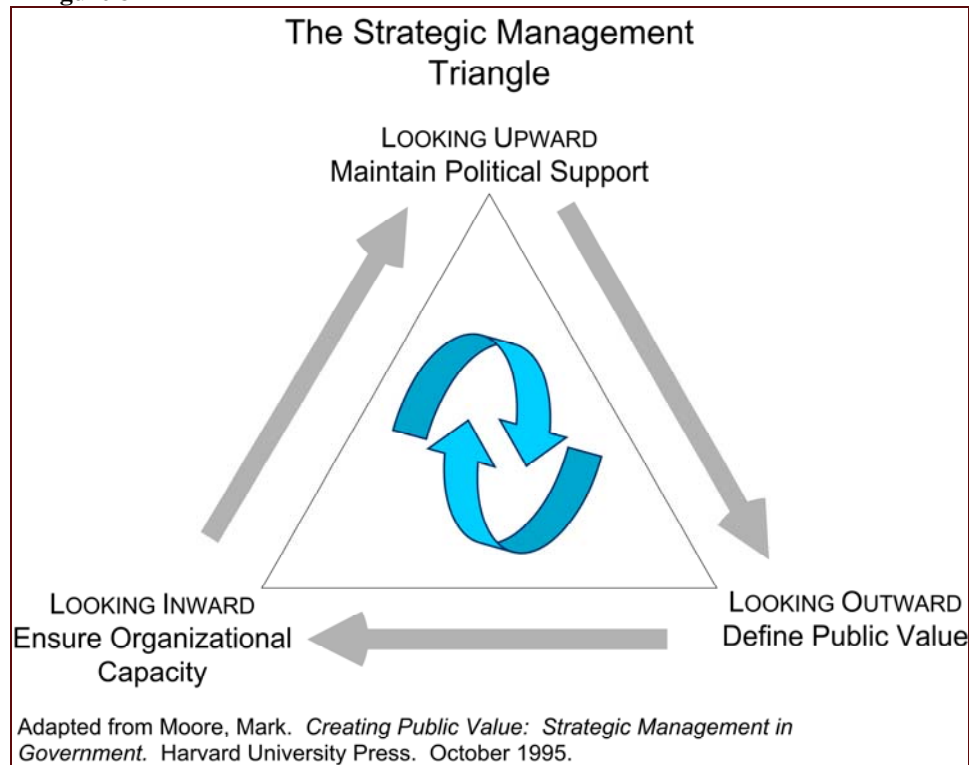 The Strategic Management
Triangle
LOOKING UPWARD
Maintain Political Support
LOOKING INWARD
Ensure Organizational
Capacity
LOOKING OUTWARD
Define Public Value
Adapted from Moore, Mark. Creating Public Value: Strategic Management in
Government. Harvard University Press. October 1995.